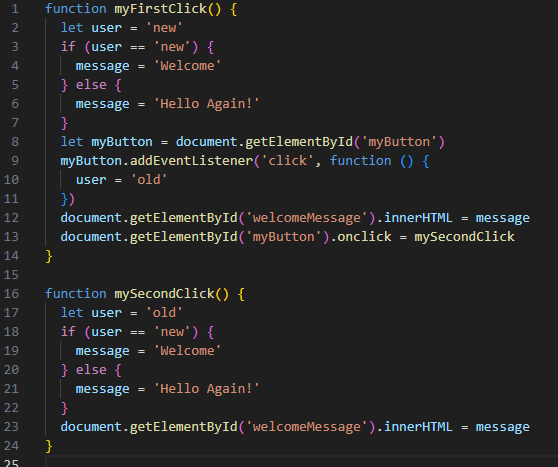 1 function myFirstClick() {
2 let user = 'new'
3 if (user == 'new') {
4 message = 'Welcome'
5 } else {
6 message = 'Hello Again!'
7 }
8 let myButton = document.getElementById('myButton')
9 myButton.addEventListener('click', function () {
10 user = 'old'
11 })
12 document.getElementById('welcomeMessage').innerHTML = message
13 document.getElementById('myButton').onclick = mySecondClick
14 }
15
16 function mySecondClick() {
17 let user = 'old'
18 if (user == 'new') {
19 message = 'Welcome'
20 } else {
21 message = 'Hello Again!'
22 }
23 document.getElementById('welcomeMessage').innerHTML = message
24 }
25